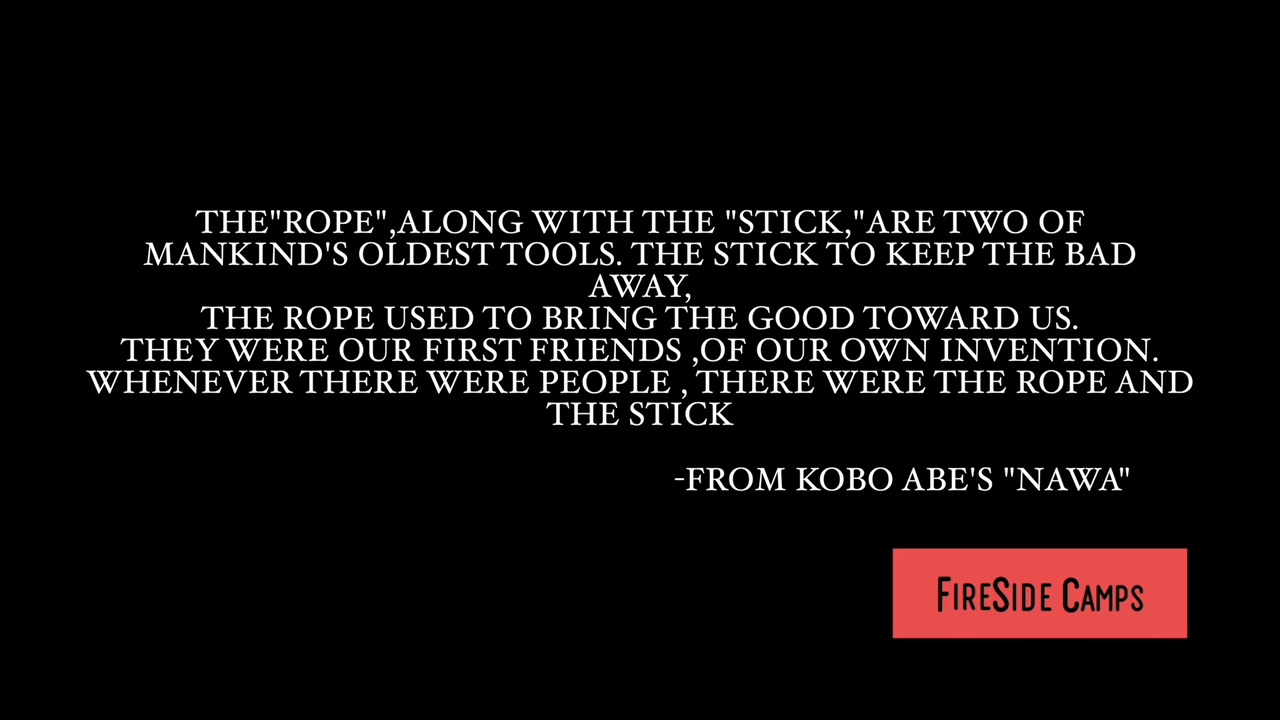 THE"ROPE",ALONG WITH THE "STICK,"ARE TWO OF
MANKIND'S OLDEST TOOLS. THE STICK TO KEEP THE BAD
AWAY,
THE ROPE USED TO BRING THE GOOD TOWARD US.
THEY WERE OUR FIRST FRIENDS ,OF OUR OWN INVENTION.
WHENEVER THERE WERE PEOPLE , THERE WERE THE ROPE AND
THE STICK
-FROM KOBO ABE'S "NAWA"
FIRESIDE CAMPS